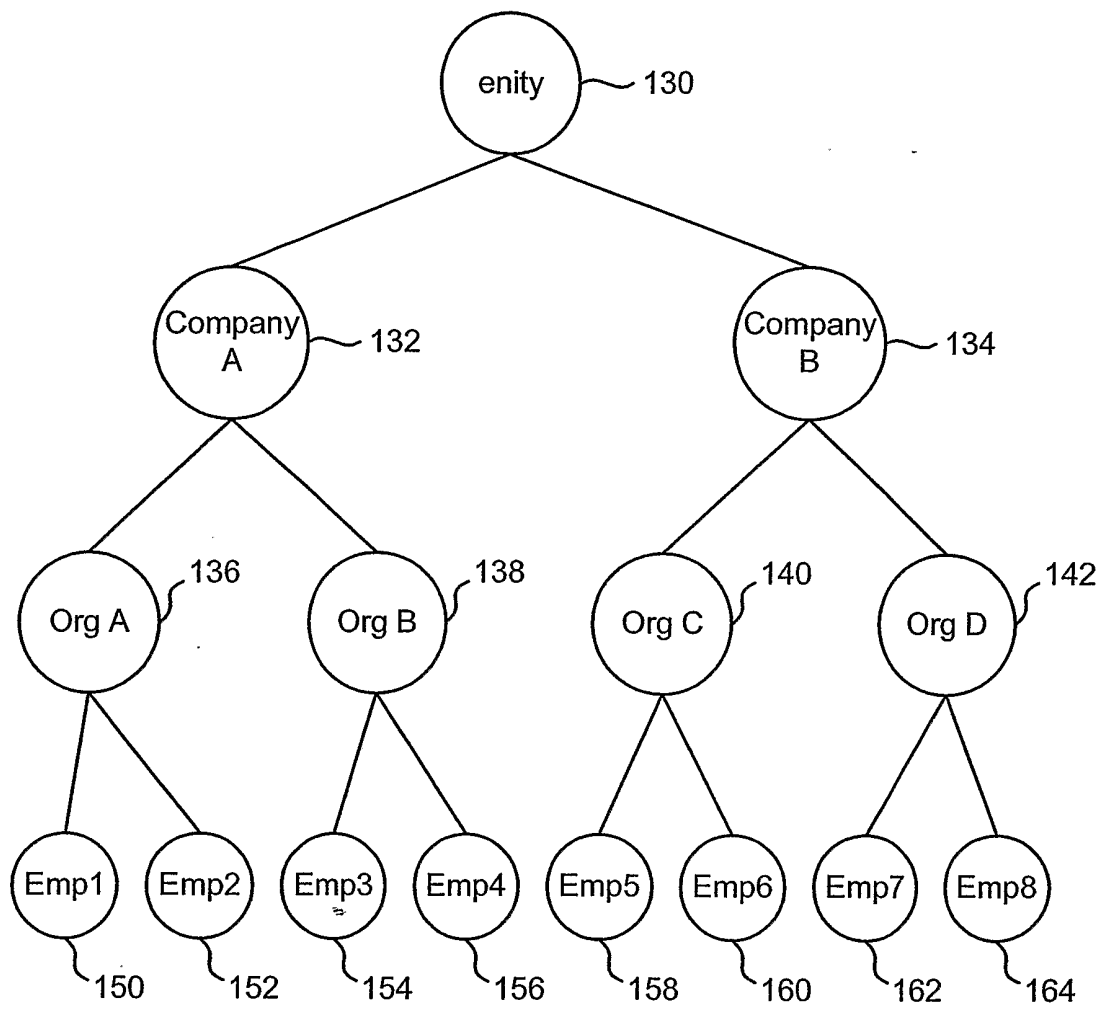 enity
130
Company
A
132
Company
B
134
Org A
136
Org B
138
Org C
140
Org D
142
Emp1
Emp2
Emp3
Emp4
Emp5
Emp6
Emp7
Emp8
150
152
154
156
158
160
162
164